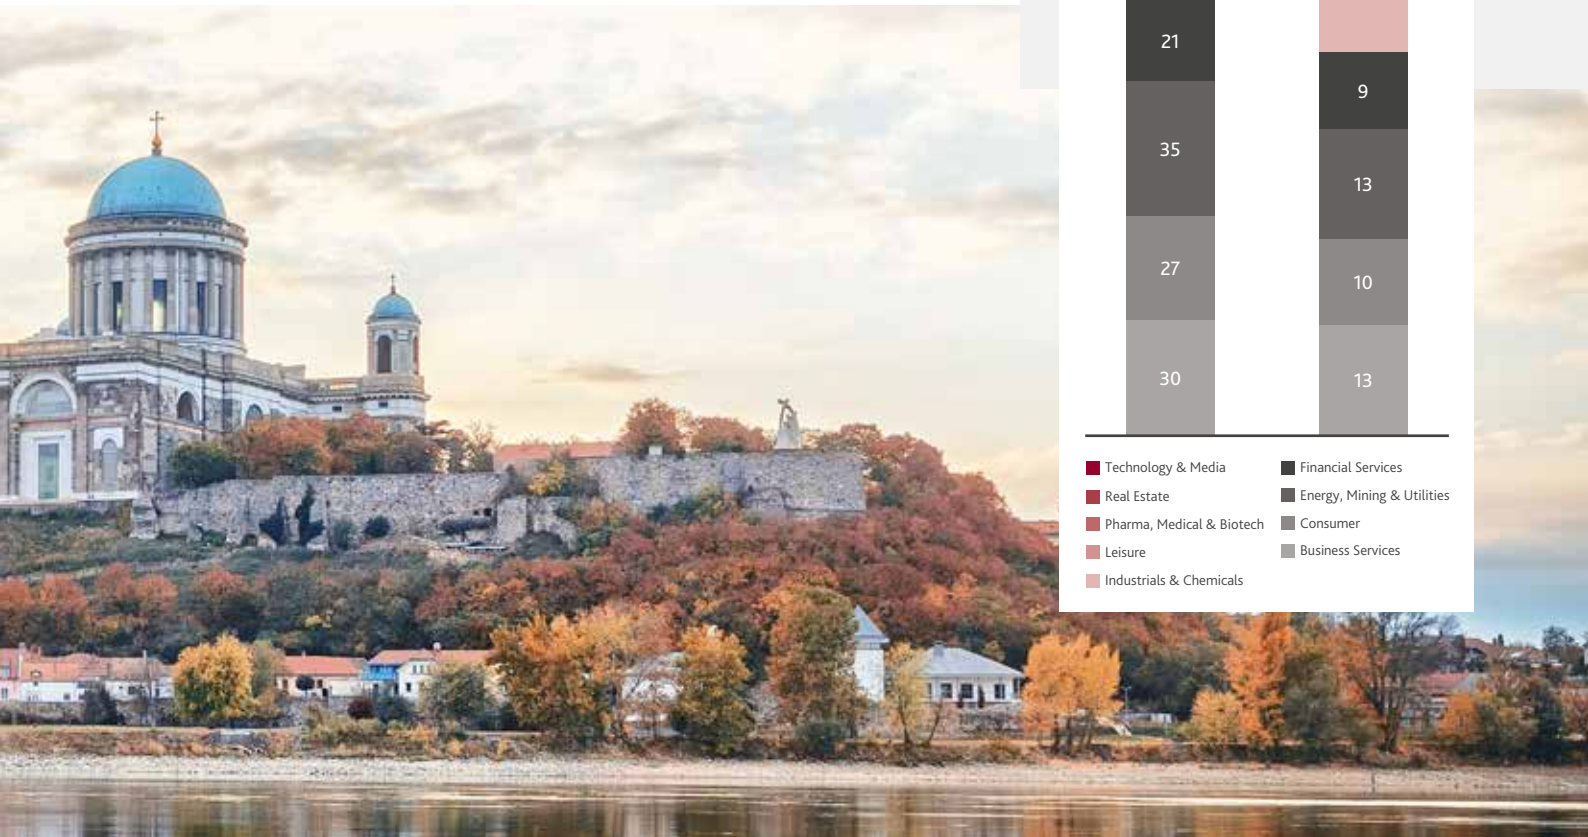 21
35
27
30
9
13
10
13
Technology & Media
Real Estate
Pharma, Medical & Biotech
Leisure
Industrials & Chemicals
Financial Services
Energy, Mining & Utilities
Consumer
Business Services